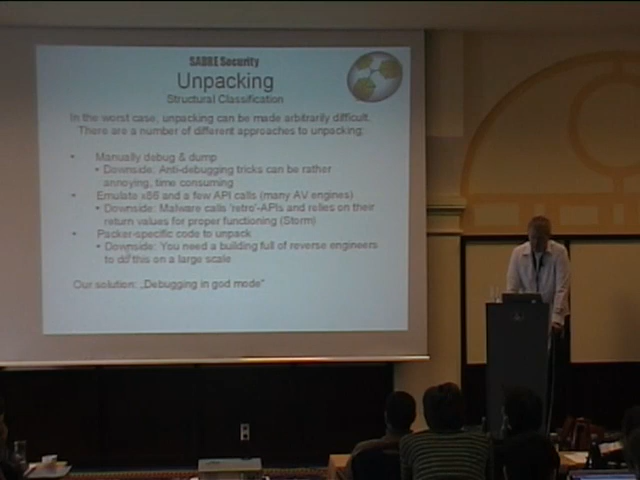 SABRE Security
Unpacking
Structural Classification
In the worst case, unpacking can be made arbitrarily difficult.
There are a number of different approaches to unpacking:
• Manually debug & dump
• Downside: Anti-debugging tricks can be rather
annoying, time consuming
• Emulate x86 and a few API calls (many AV engines)
• Downside: Malware calls 'retro'-APIs and relies on their
return values for proper functioning (Storm)
• Packer-specific code to unpack
• Downside: You need a building full of reverse engineers
to do this on a large scale
Our solution: „Debugging in god mode"